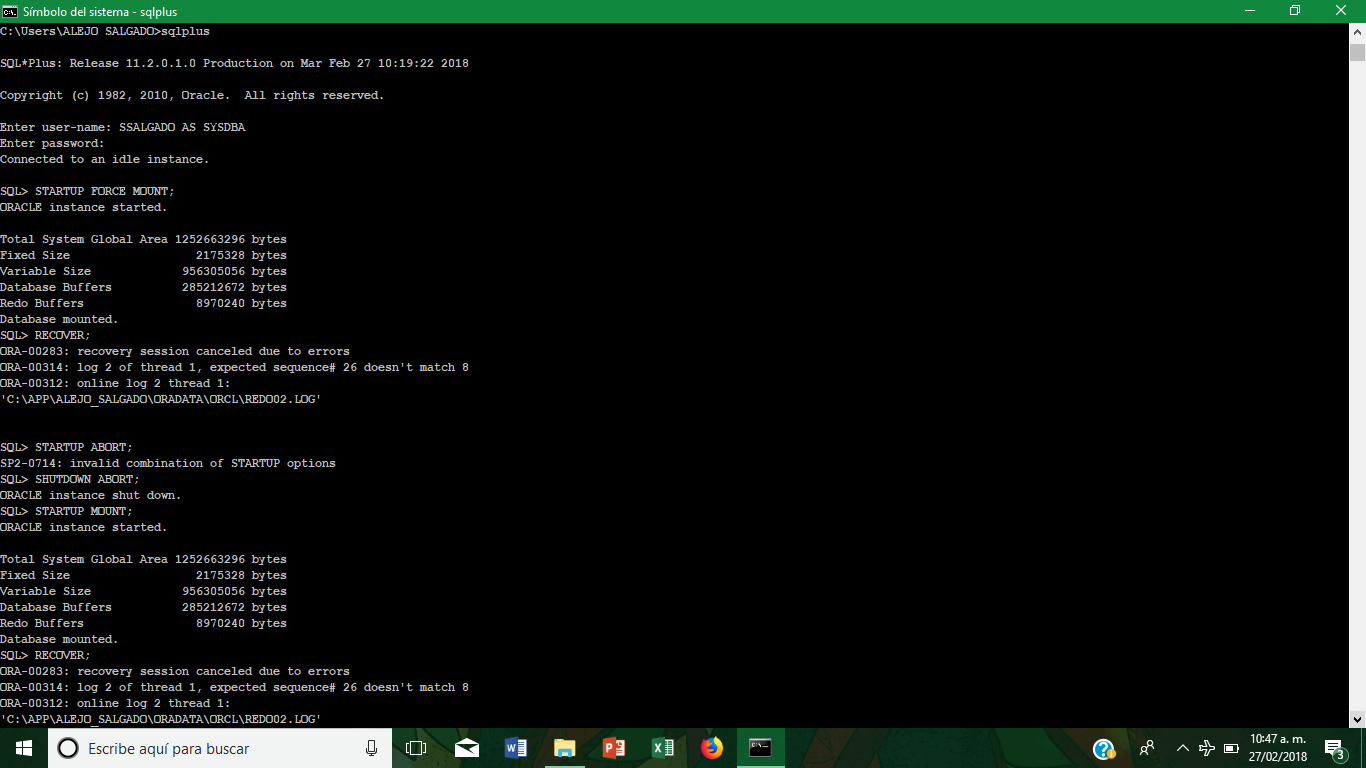 Símbolo del sistema - sqlplus
C:\Users\ALEJO SALGADO>sqlplus
SQL*Plus: Release 11.2.0.1.0 Production on Mar Feb 27 10:19:22 2018
Copyright (c) 1982, 2010, Oracle.  All rights reserved.
Enter user-name: SSALGADO AS SYSDBA
Enter password:
Connected to an idle instance.
SQL> STARTUP FORCE MOUNT;
ORACLE instance started.
Total System Global Area 1252663296 bytes
Fixed Size                  2175328 bytes
Variable Size             956305056 bytes
Database Buffers          285212672 bytes
Redo Buffers                8970240 bytes
Database mounted.
SQL> RECOVER;
ORA-00283: recovery session canceled due to errors
ORA-00314: log 2 of thread 1, expected sequence# 26 doesn't match 8
ORA-00312: online log 2 thread 1:
'C:\APP\ALEJO_SALGADO\ORADATA\ORCL\REDO02.LOG'
SQL> STARTUP ABORT;
SP2-0714: invalid combination of STARTUP options
SQL> SHUTDOWN ABORT;
ORACLE instance shut down.
SQL> STARTUP MOUNT;
ORACLE instance started.
Total System Global Area 1252663296 bytes
Fixed Size                  2175328 bytes
Variable Size             956305056 bytes
Database Buffers          285212672 bytes
Redo Buffers                8970240 bytes
Database mounted.
SQL> RECOVER;
ORA-00283: recovery session canceled due to errors
ORA-00314: log 2 of thread 1, expected sequence# 26 doesn't match 8
ORA-00312: online log 2 thread 1:
'C:\APP\ALEJO_SALGADO\ORADATA\ORCL\REDO02.LOG'
Escribe aquí para buscar
10:47 a. m.
27/02/2018
3